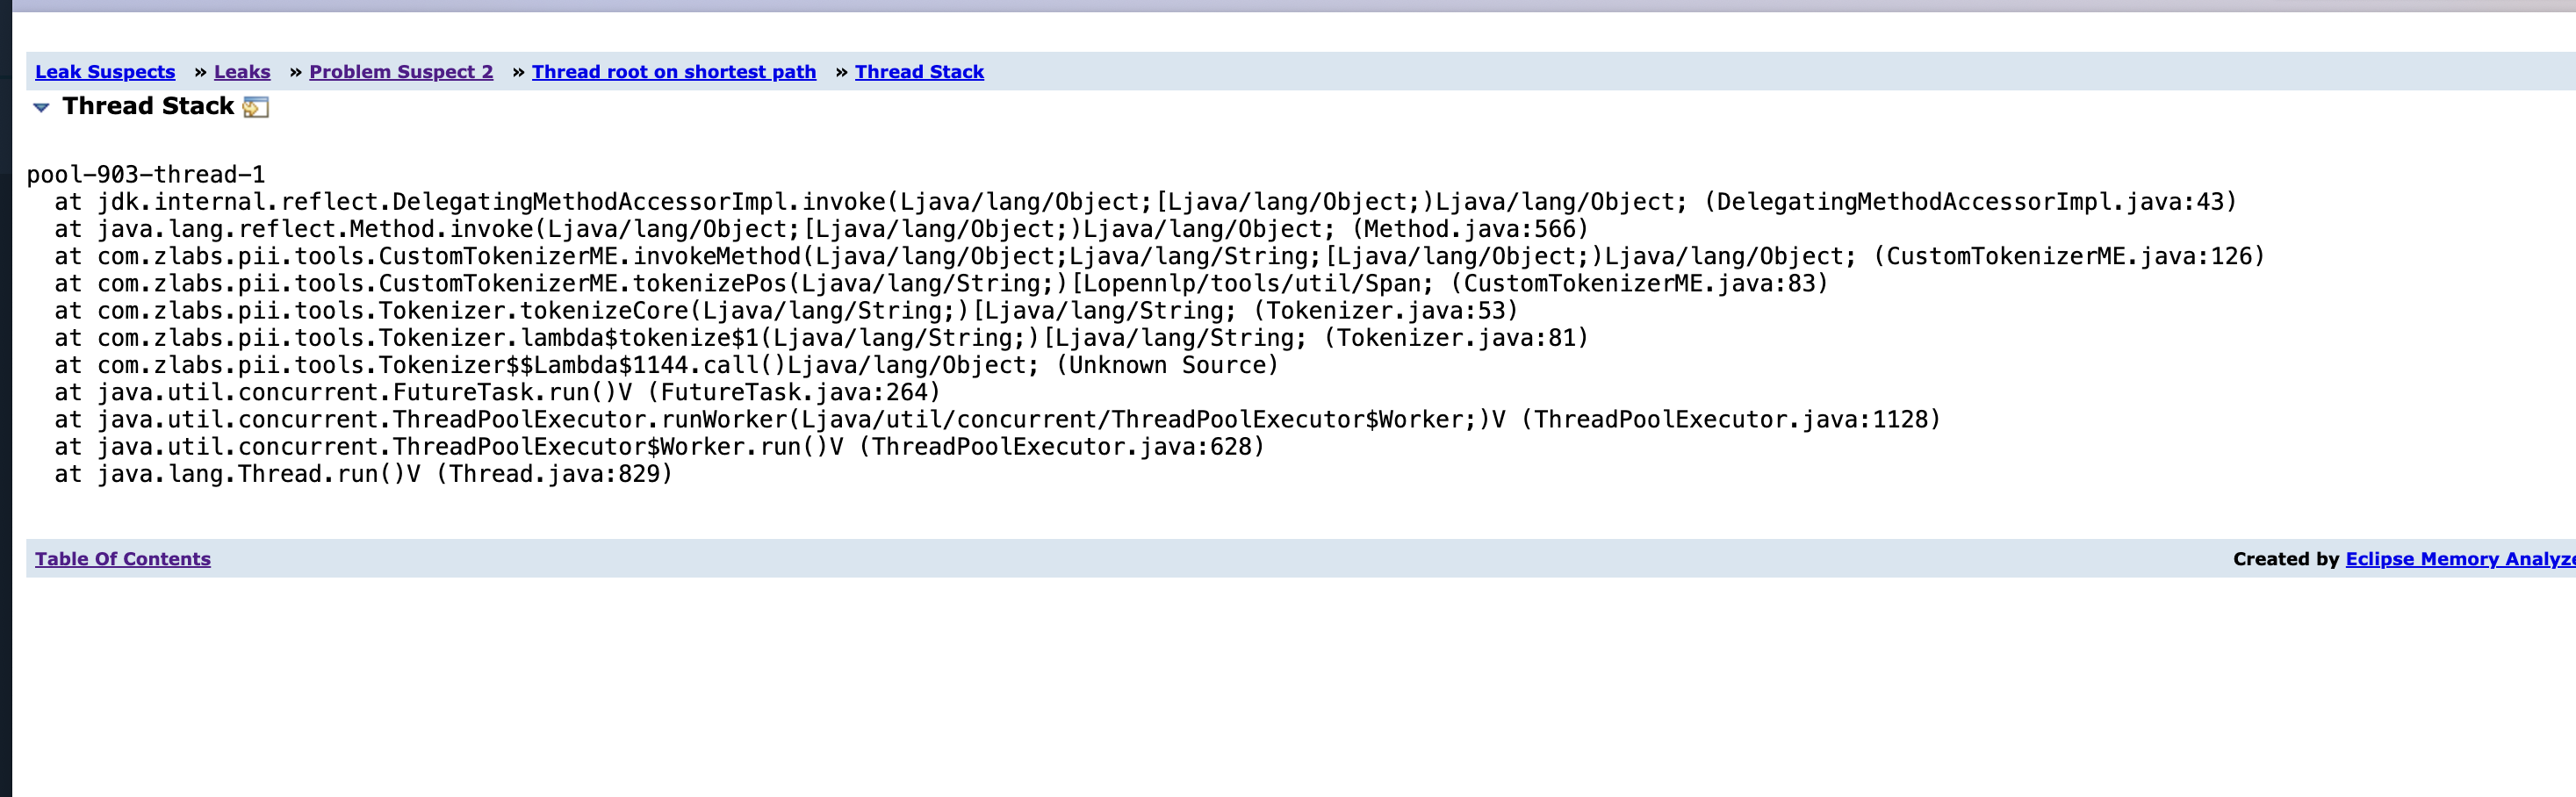 Leak Suspects » Leaks » Problem Suspect 2 » Thread root on shortest path » Thread Stack
Thread Stack
pool-903-thread-1
at jdk.internal.reflect.DelegatingMethodAccessorImpl.invoke(Ljava/lang/Object;[Ljava/lang/Object;)Ljava/lang/Object; (DelegatingMethodAccessorImpl.java:43)
at java.lang.reflect.Method.invoke(Ljava/lang/Object;[Ljava/lang/Object;)Ljava/lang/Object; (Method.java:566)
at com.zlabs.pii.tools.CustomTokenizerME.invokeMethod(Ljava/lang/Object;Ljava/lang/String;[Ljava/lang/Object;)Ljava/lang/Object; (CustomTokenizerME.java:126)
at com.zlabs.pii.tools.CustomTokenizerME.tokenizePos(Ljava/lang/String;)[Lopennlp/tools/util/Span; (CustomTokenizerME.java:83)
at com.zlabs.pii.tools.Tokenizer.tokenizeCore(Ljava/lang/String;)[Ljava/lang/String; (Tokenizer.java:53)
at com.zlabs.pii.tools.Tokenizer.lambda$tokenize$1(Ljava/lang/String;)[Ljava/lang/String; (Tokenizer.java:81)
at com.zlabs.pii.tools.Tokenizer$$Lambda$1144.call()Ljava/lang/Object; (Unknown Source)
at java.util.concurrent.FutureTask.run()V (FutureTask.java:264)
at java.util.concurrent.ThreadPoolExecutor.runWorker(Ljava/util/concurrent/ThreadPoolExecutor$Worker;)V (ThreadPoolExecutor.java:1128)
at java.util.concurrent.ThreadPoolExecutor$Worker.run()V (ThreadPoolExecutor.java:628)
at java.lang.Thread.run()V (Thread.java:829)
Table Of Contents
Created by Eclipse Memory Analyze